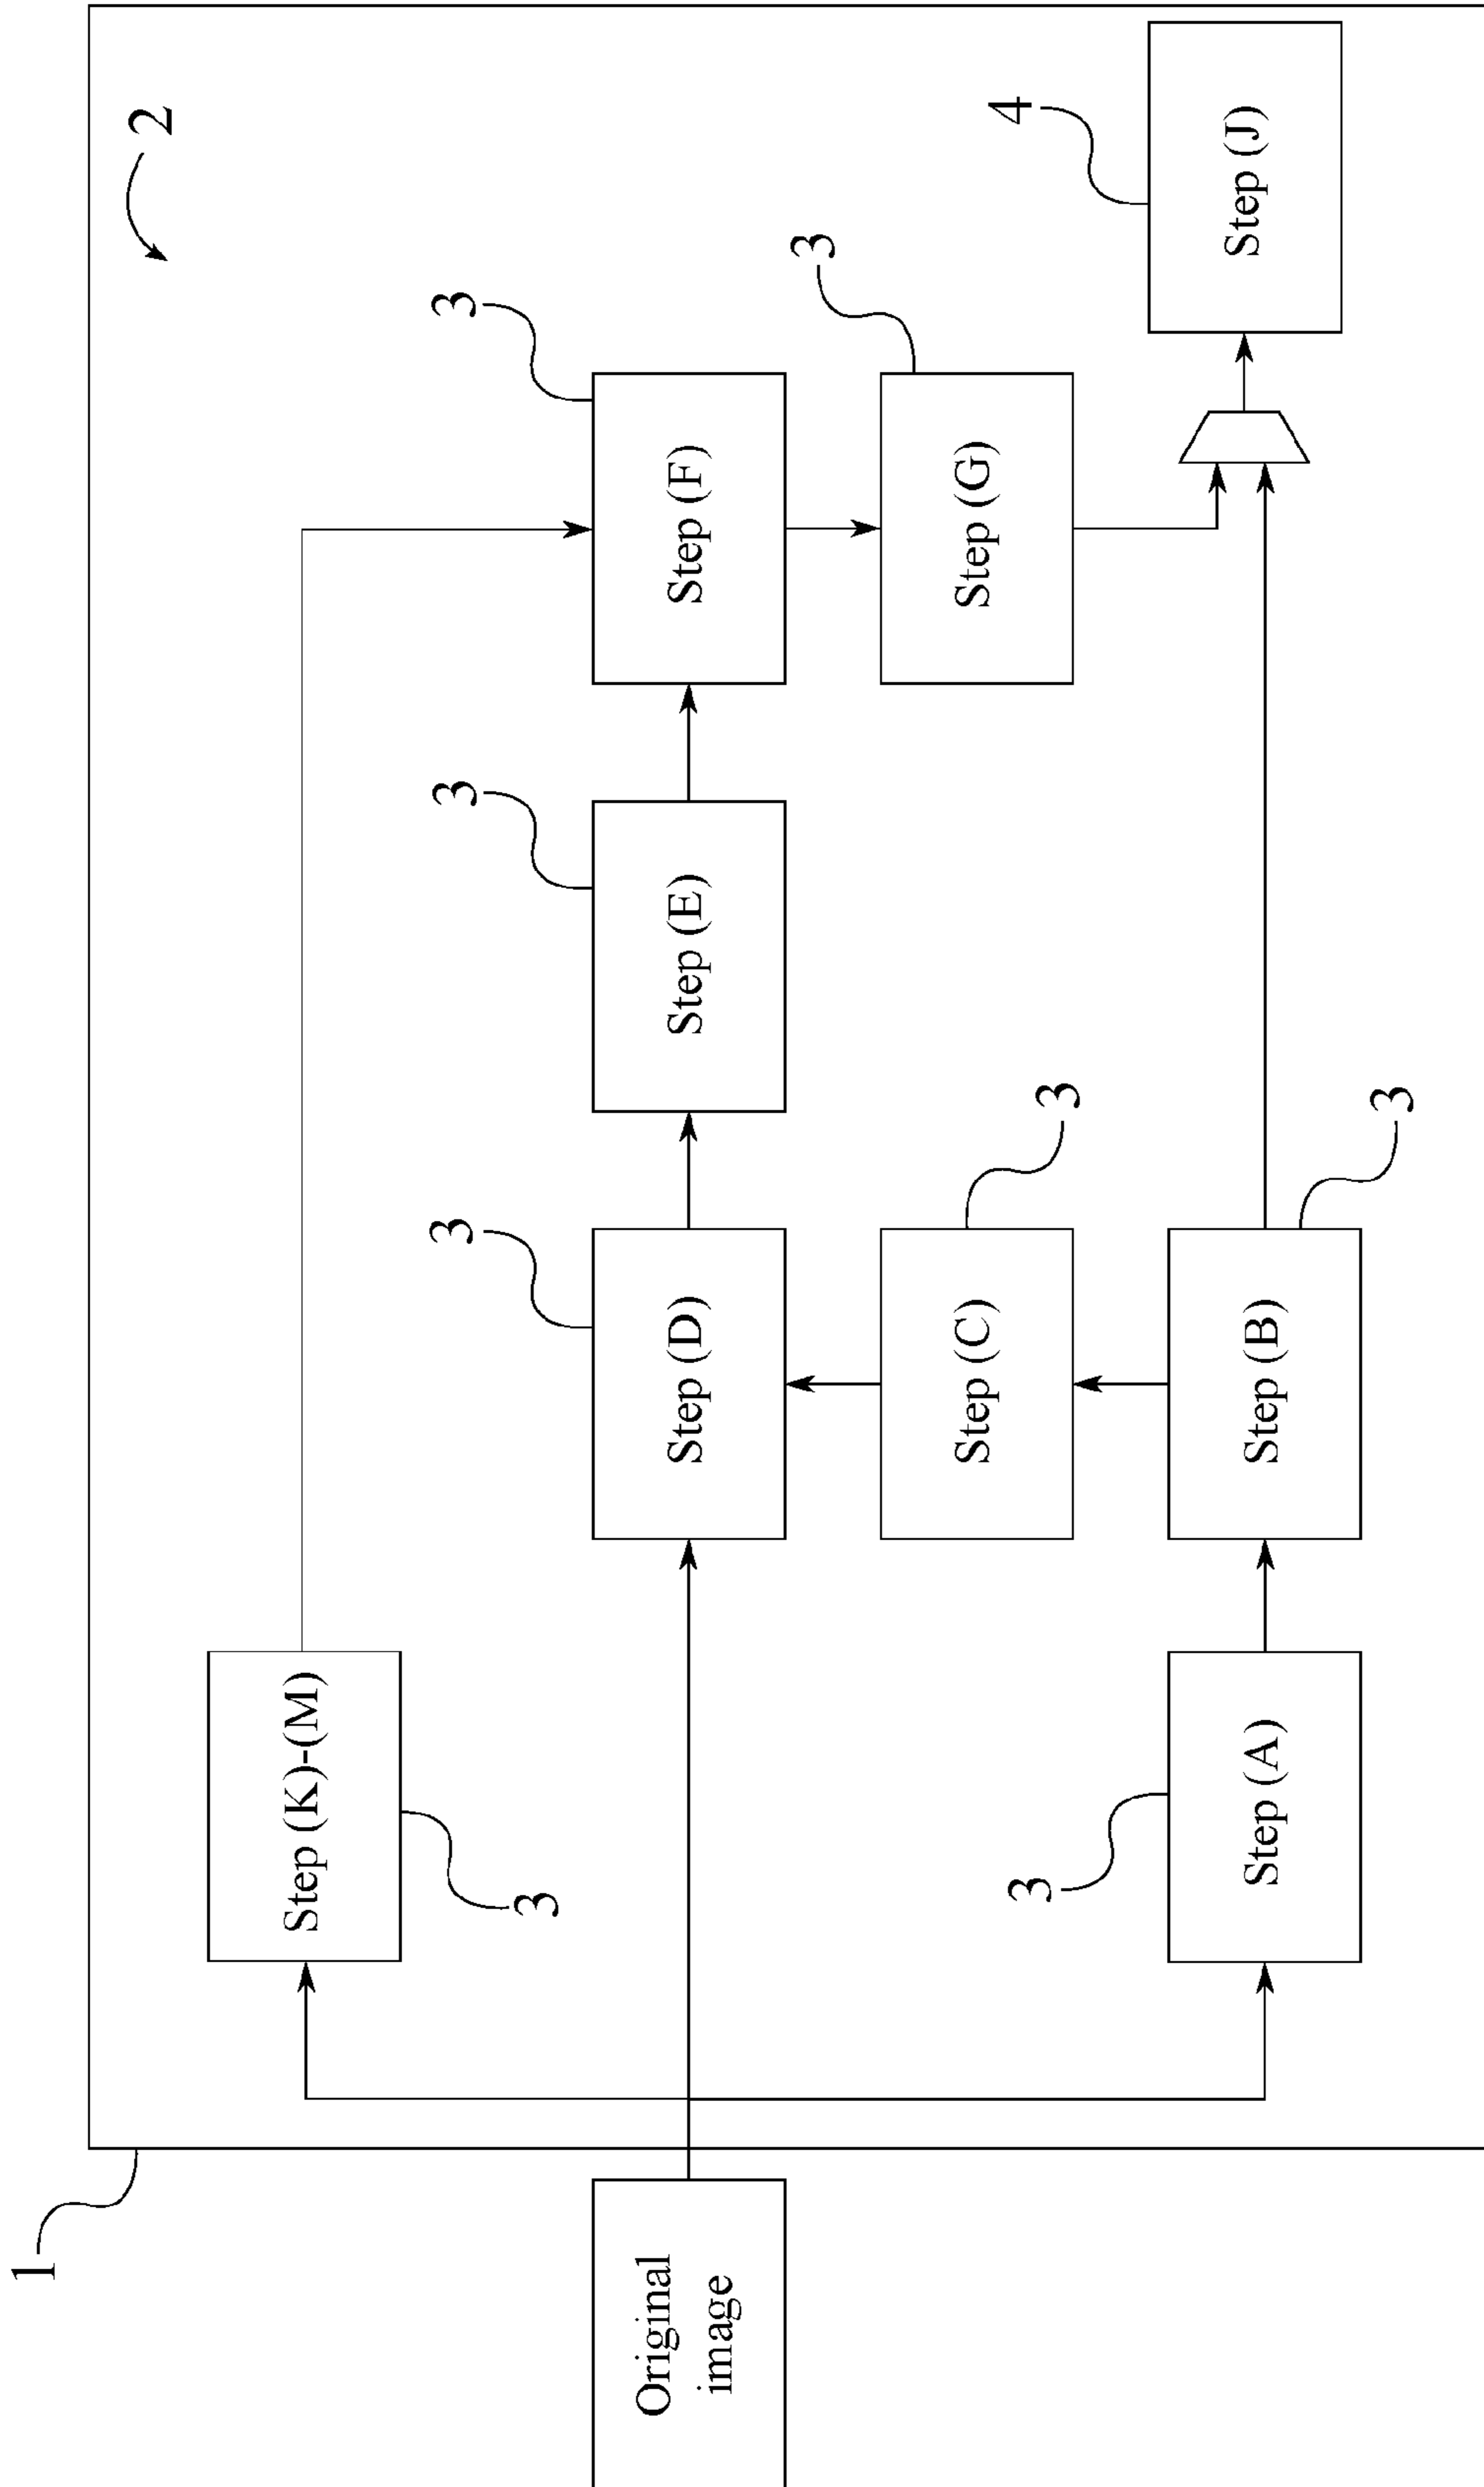 1
2
Step (K)-(M)
3
3
3
3
Original
image
Step (D)
Step (E)
Step (F)
3
Step (C)
Step (G)
3
3
4
Step (A)
Step (B)
Step (J)
3